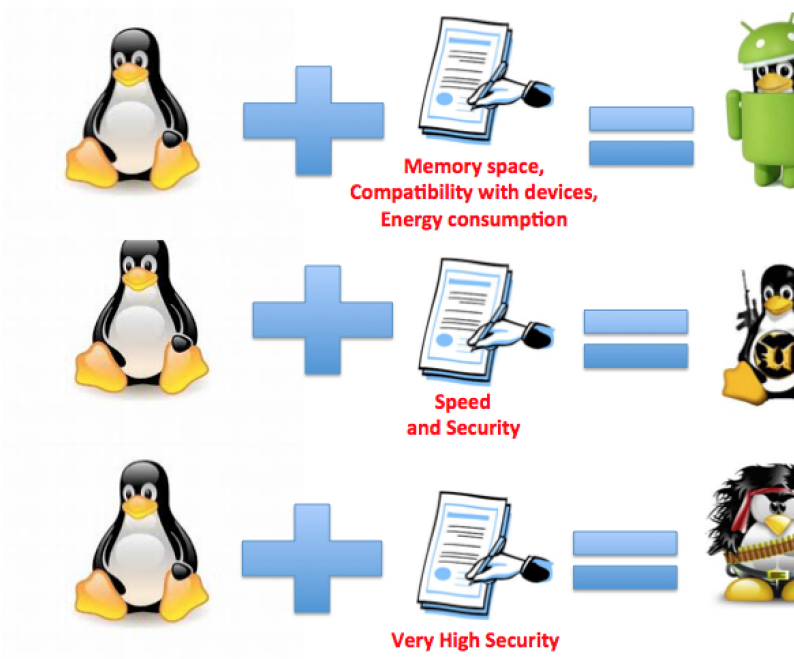 Memory space,
Compatibility with devices,
Energy consumption
Speed
and Security
Very High Security